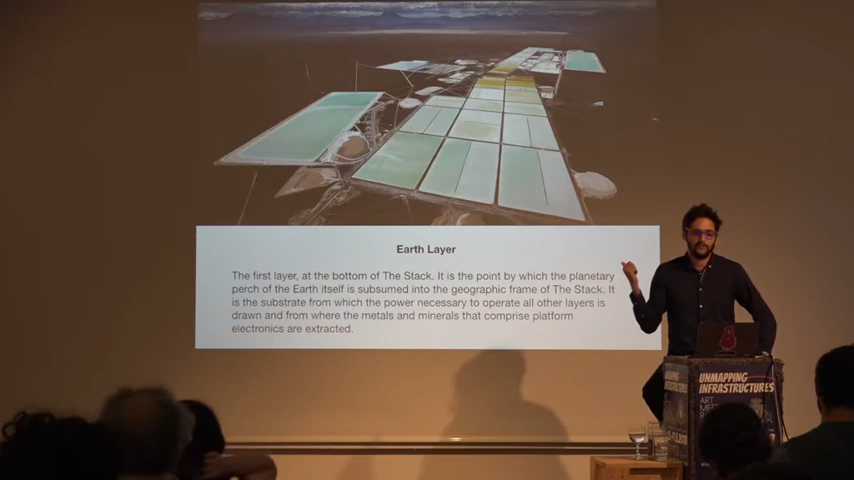 Earth Layer
The first layer, at the bottom of The Stack. It is the point by which the planetary
perch of the Earth itself is subsumed into the geographic frame of The Stack. It
is the substrate from which the power necessary to operate all other layers is
drawn and from where the metals and minerals that comprise platform
electronics are extracted.
UNMAPPING
INFRASTRUCTURES
ART